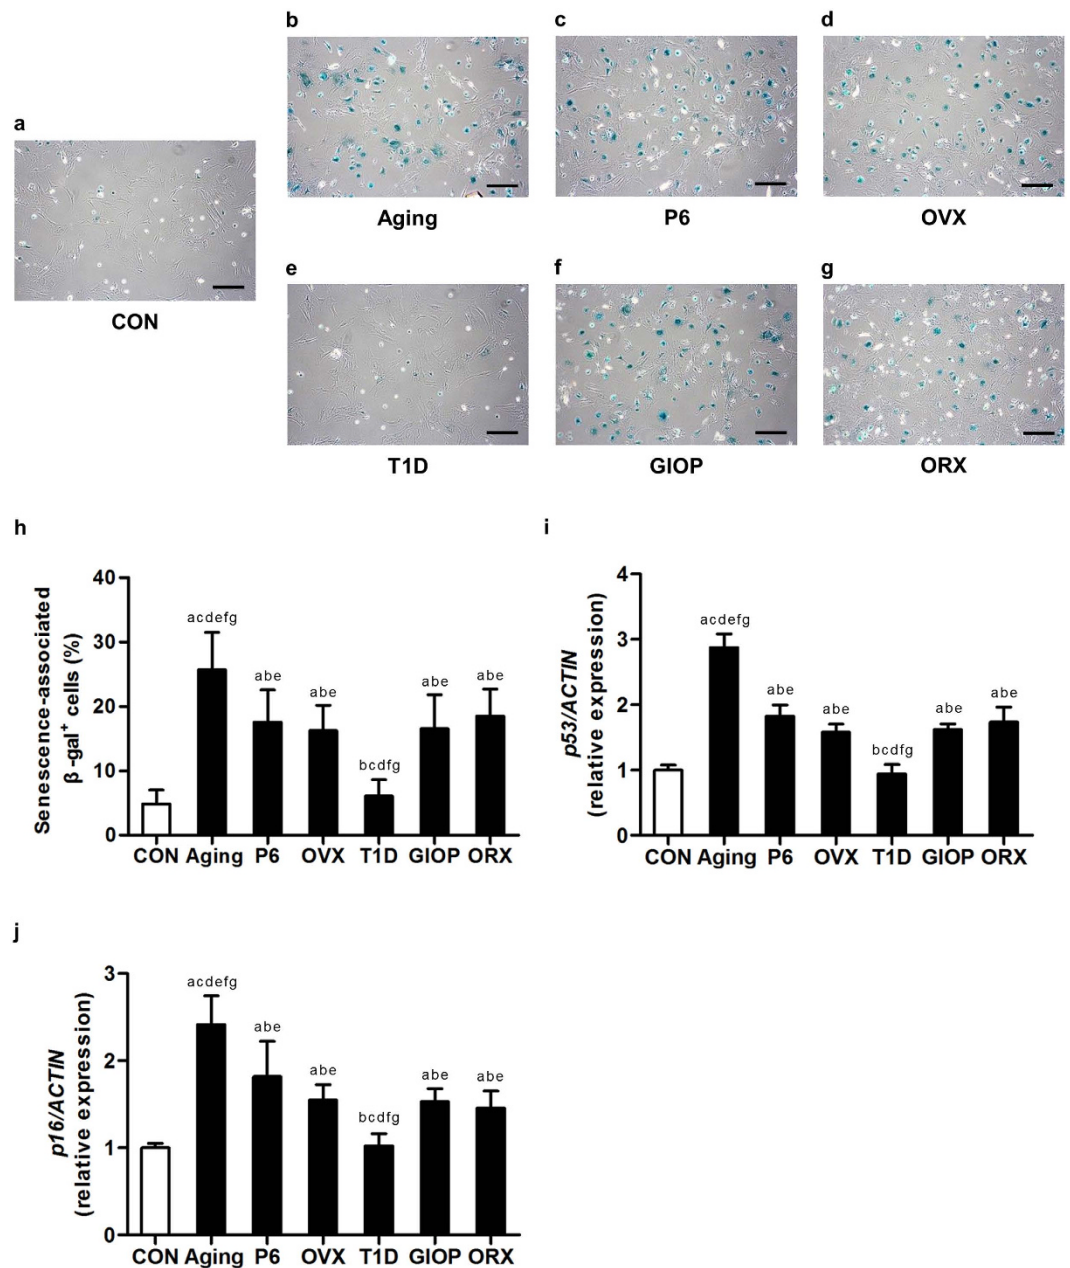 a
CON
b
Aging
c
P6
d
OVX
e
T1D
f
GIOP
g
ORX
h
Senescence-associated
β-gal⁺ cells (%)
40
30
20
10
0
acdefg
abe
abe
bcdfg
abe
abe
CON Aging P6 OVX T1D GIOP ORX
i
p53/ACTIN
(relative expression)
4
3
2
1
0
acdefg
abe
abe
bcdfg
abe
abe
CON Aging P6 OVX T1D GIOP ORX
j
p16/ACTIN
(relative expression)
3
2
1
0
acdefg
abe
abe
bcdfg
abe
abe
CON Aging P6 OVX T1D GIOP ORX